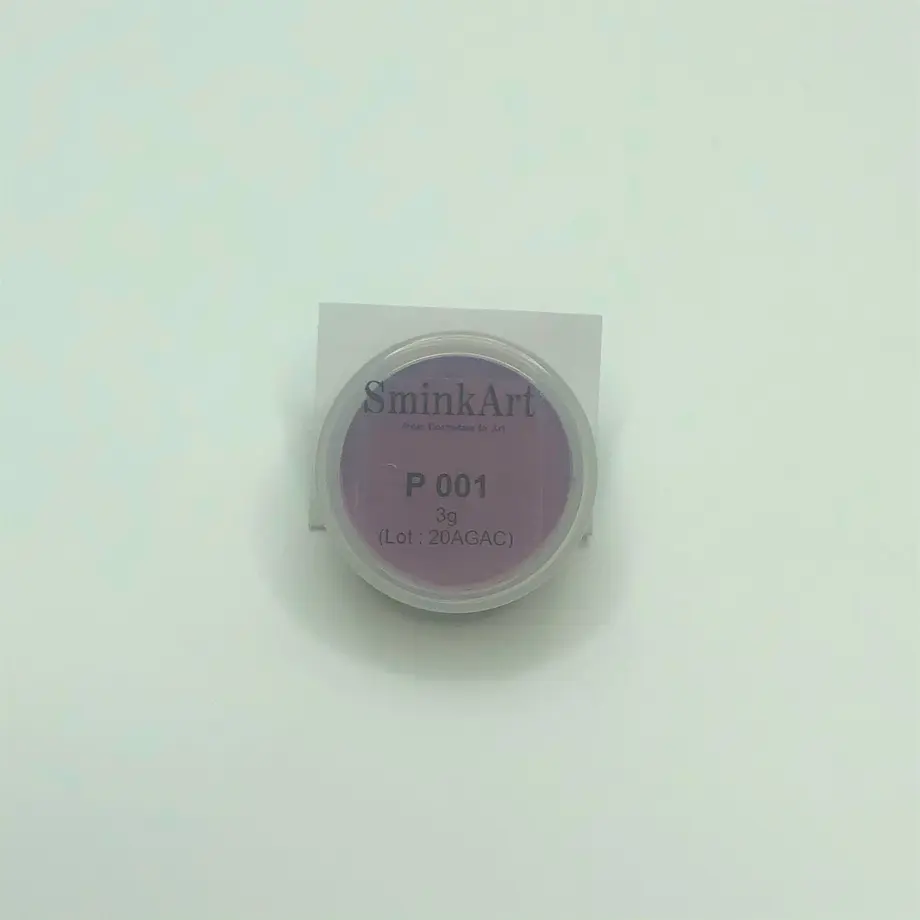 SminkArt
P 001
3g
(Lot : 20AGAC)